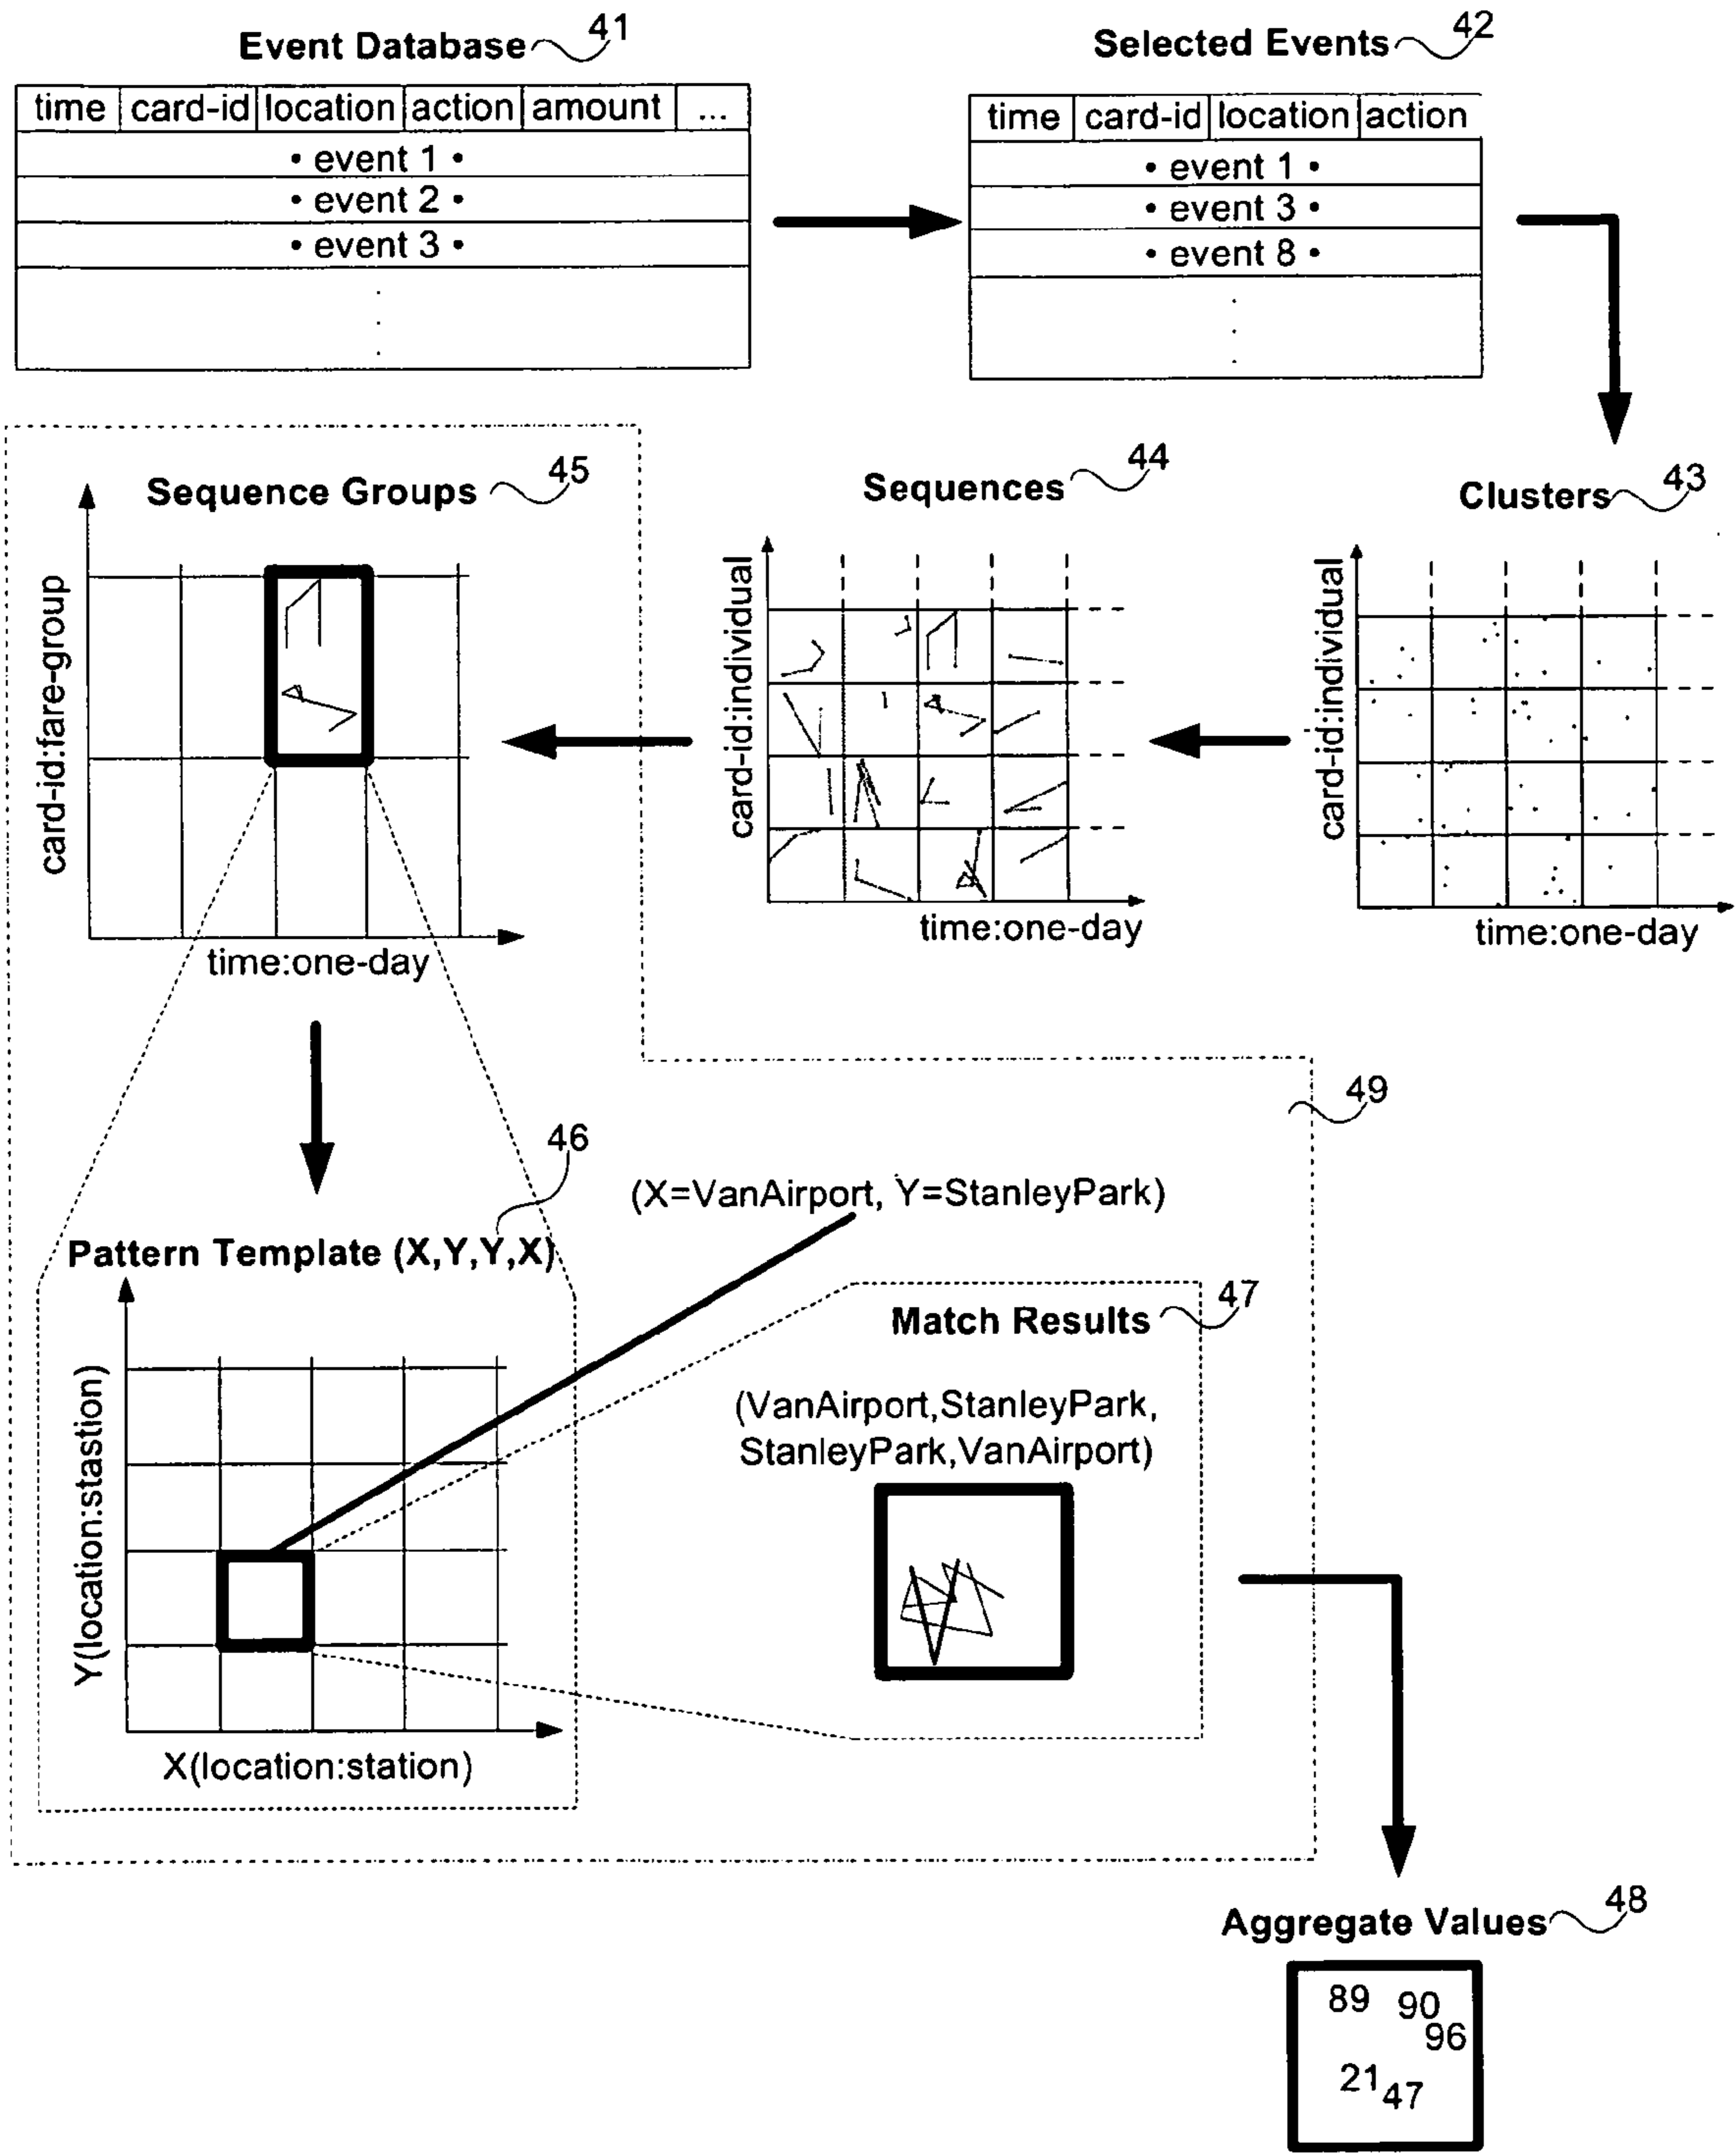 Event Database 41
time card-id location action amount ...
• event 1 •
• event 2 •
• event 3 •
Selected Events 42
time card-id location action
• event 1 •
• event 3 •
• event 8 •
Sequence Groups 45
card-id:fare-group
time:one-day
Sequences 44
card-id:individual
time:one-day
Clusters 43
card-id:individual
time:one-day
49
46
Pattern Template (X,Y,Y,X)
(X=VanAirport, Y=StanleyPark)
Y(location:stastion)
X(location:station)
Match Results 47
(VanAirport,StanleyPark,
StanleyPark,VanAirport)
Aggregate Values 48
89 90
96
21 47